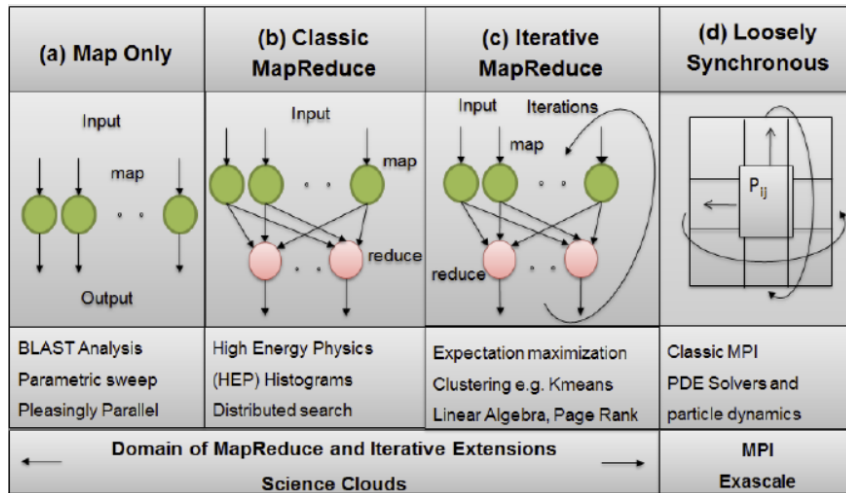 (a) Map Only
(b) Classic
MapReduce
(c) Iterative
MapReduce
(d) Loosely
Synchronous
Input
map
Output
Input
map
reduce
Input
Iterations
map
reduce
Pij
BLAST Analysis
Parametric sweep
Pleasingly Parallel
High Energy Physics
(HEP) Histograms
Distributed search
Expectation maximization
Clustering e.g. Kmeans
Linear Algebra, Page Rank
Classic MPI
PDE Solvers and
particle dynamics
Domain of MapReduce and Iterative Extensions
Science Clouds
MPI
Exascale